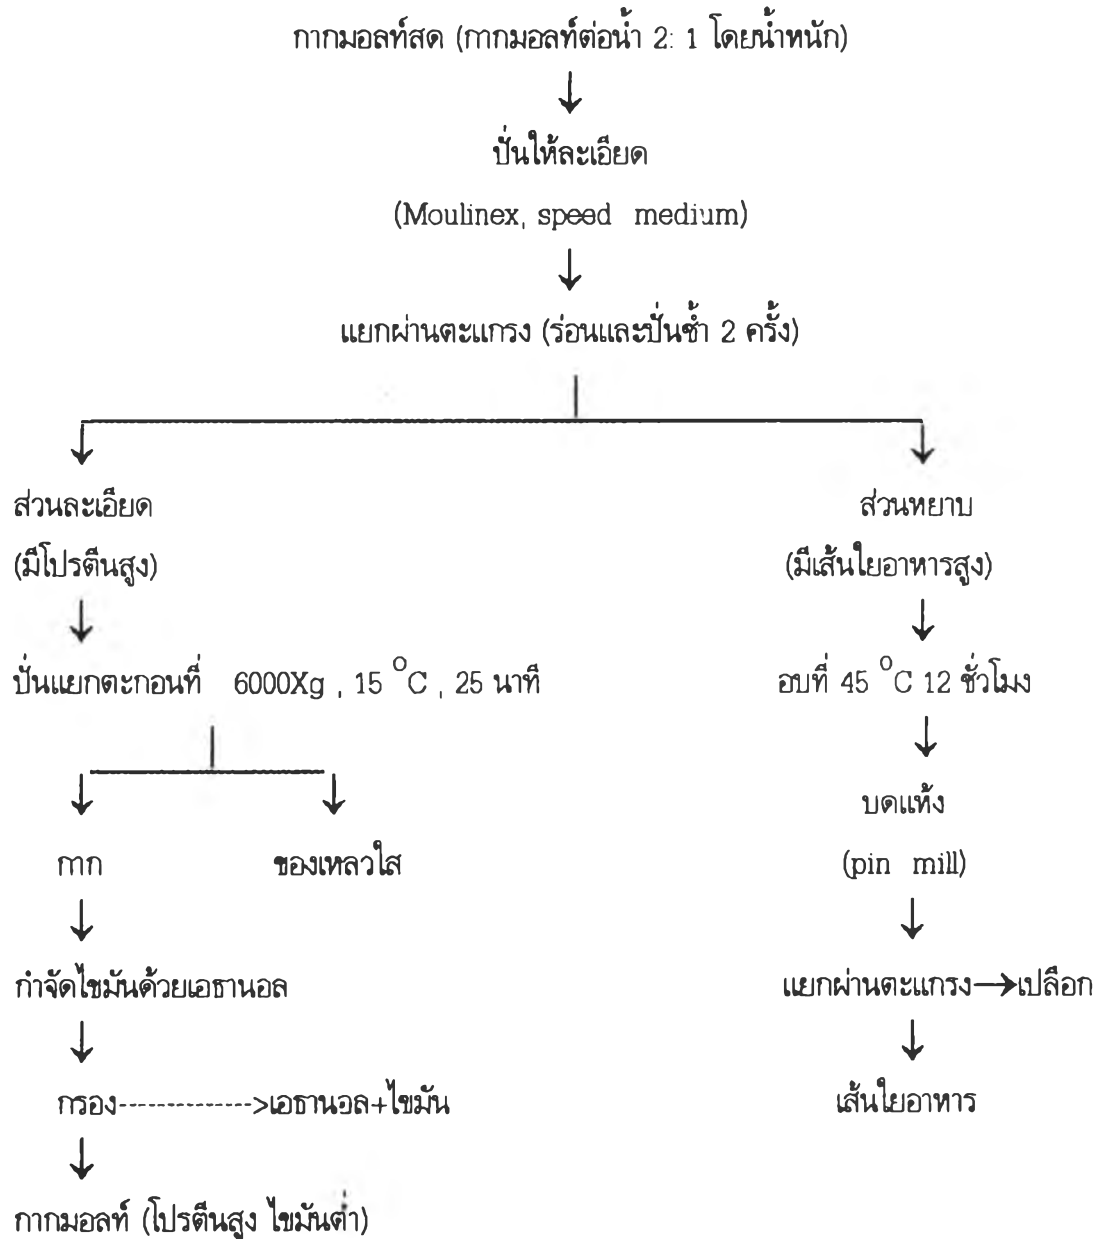 กากมอลท์สด (กากมอลท์ต่อน้ำ 2: 1 โดยน้ำหนัก)
ปั่นให้ละเอียด
(Moulinex, speed medium)
แยกผ่านตะแกรง (ร่อนและปั่นซ้ำ 2 ครั้ง)
ส่วนละเอียด
ส่วนหยาบ
(มีโปรตีนสูง)
(มีเส้นใยอาหารสูง)
ปั่นแยกตะกอนที่ 6000Xg , 15 °C , 25 นาที
อบที่ 45 °C 12 ชั่วโมง
บดแห้ง
กาก
ของเหลวใส
(pin mill)
กำจัดไขมันด้วยเอธานอล
แยกผ่านตะแกรง→เปลือก
กรอง-------------->เอธานอล+ไขมัน
เส้นใยอาหาร
กากมอลท์ (โปรตีนสูง ไขมันต่ำ)